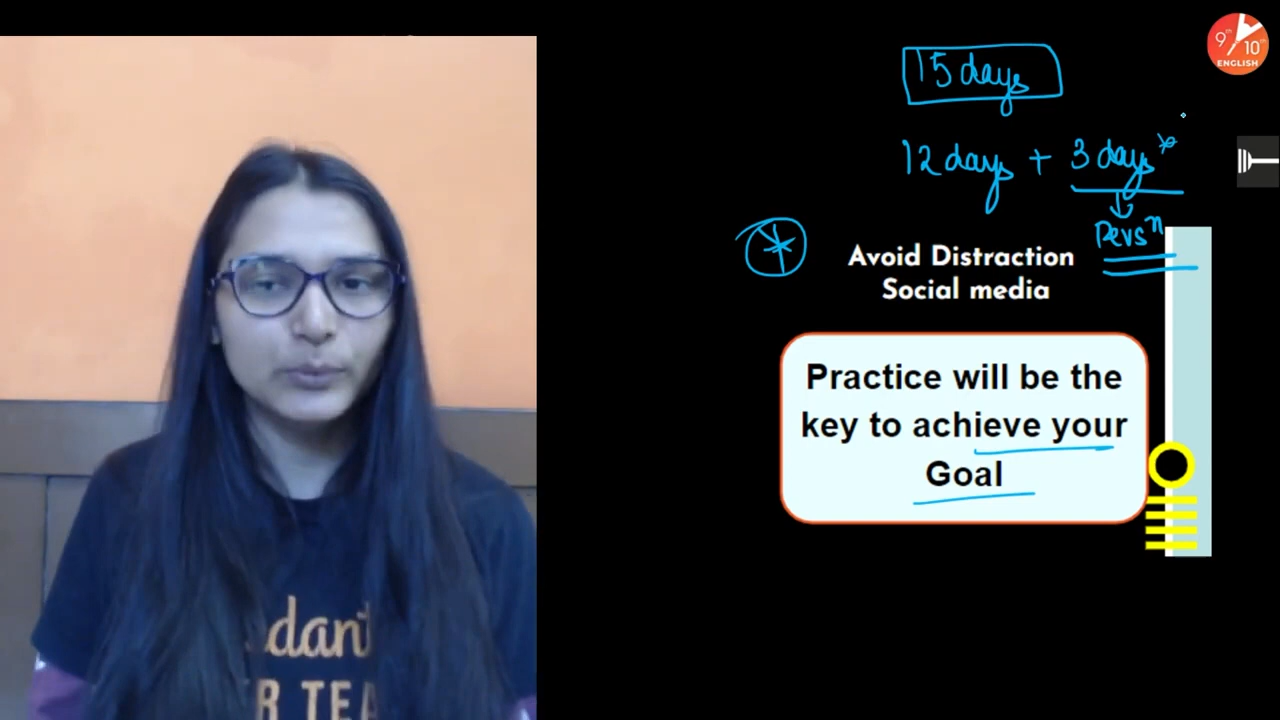 9th
10th
ENGLISH
15 days
12 days + 3 days*
Revsn
Avoid Distraction
Social media
Practice will be the
key to achieve your
Goal
R TEA